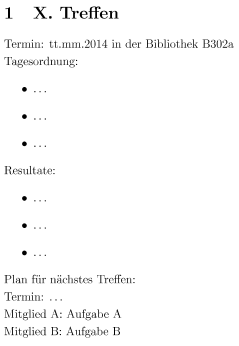 1 X. Treffen
Termin: tt.mm.2014 in der Bibliothek B302a
Tagesordnung:
• ...
• ...
• ...
Resultate:
• ...
• ...
• ...
Plan für nächstes Treffen:
Termin: ...
Mitglied A: Aufgabe A
Mitglied B: Aufgabe B